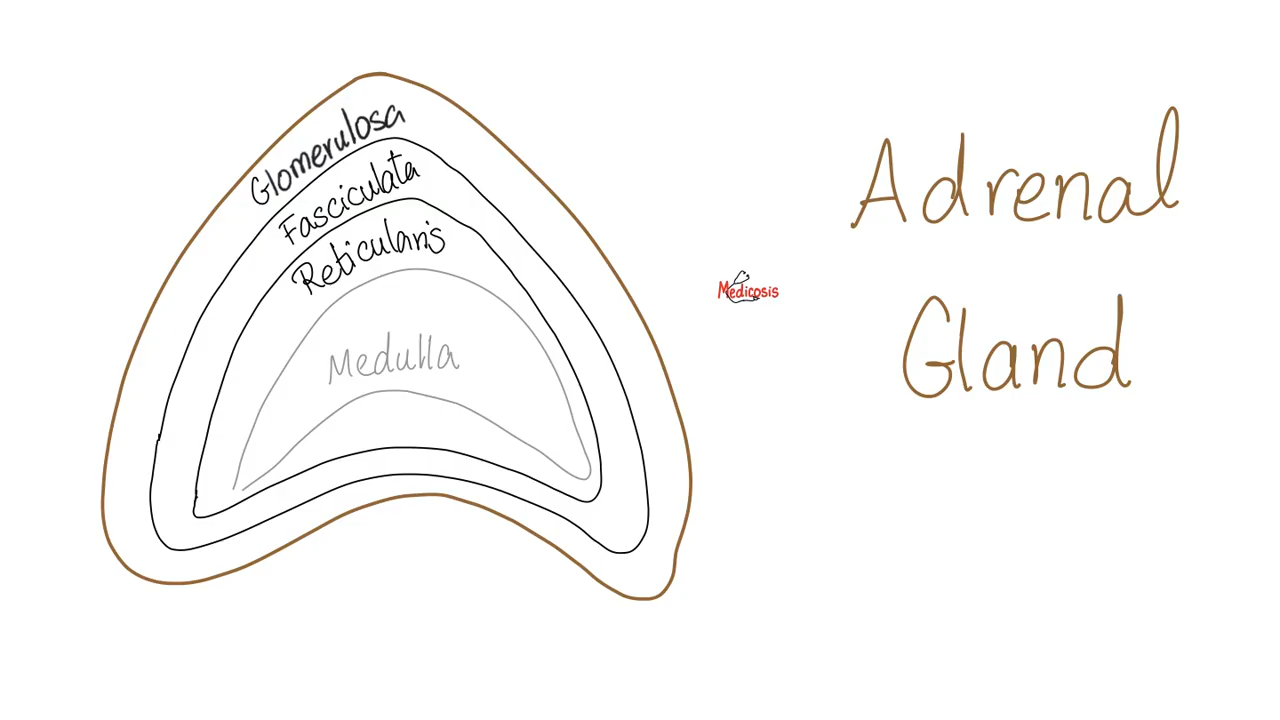 Glomerulosa
Fasciculata
Reticularis
Medulla
Medicosis
Adrenal
Gland